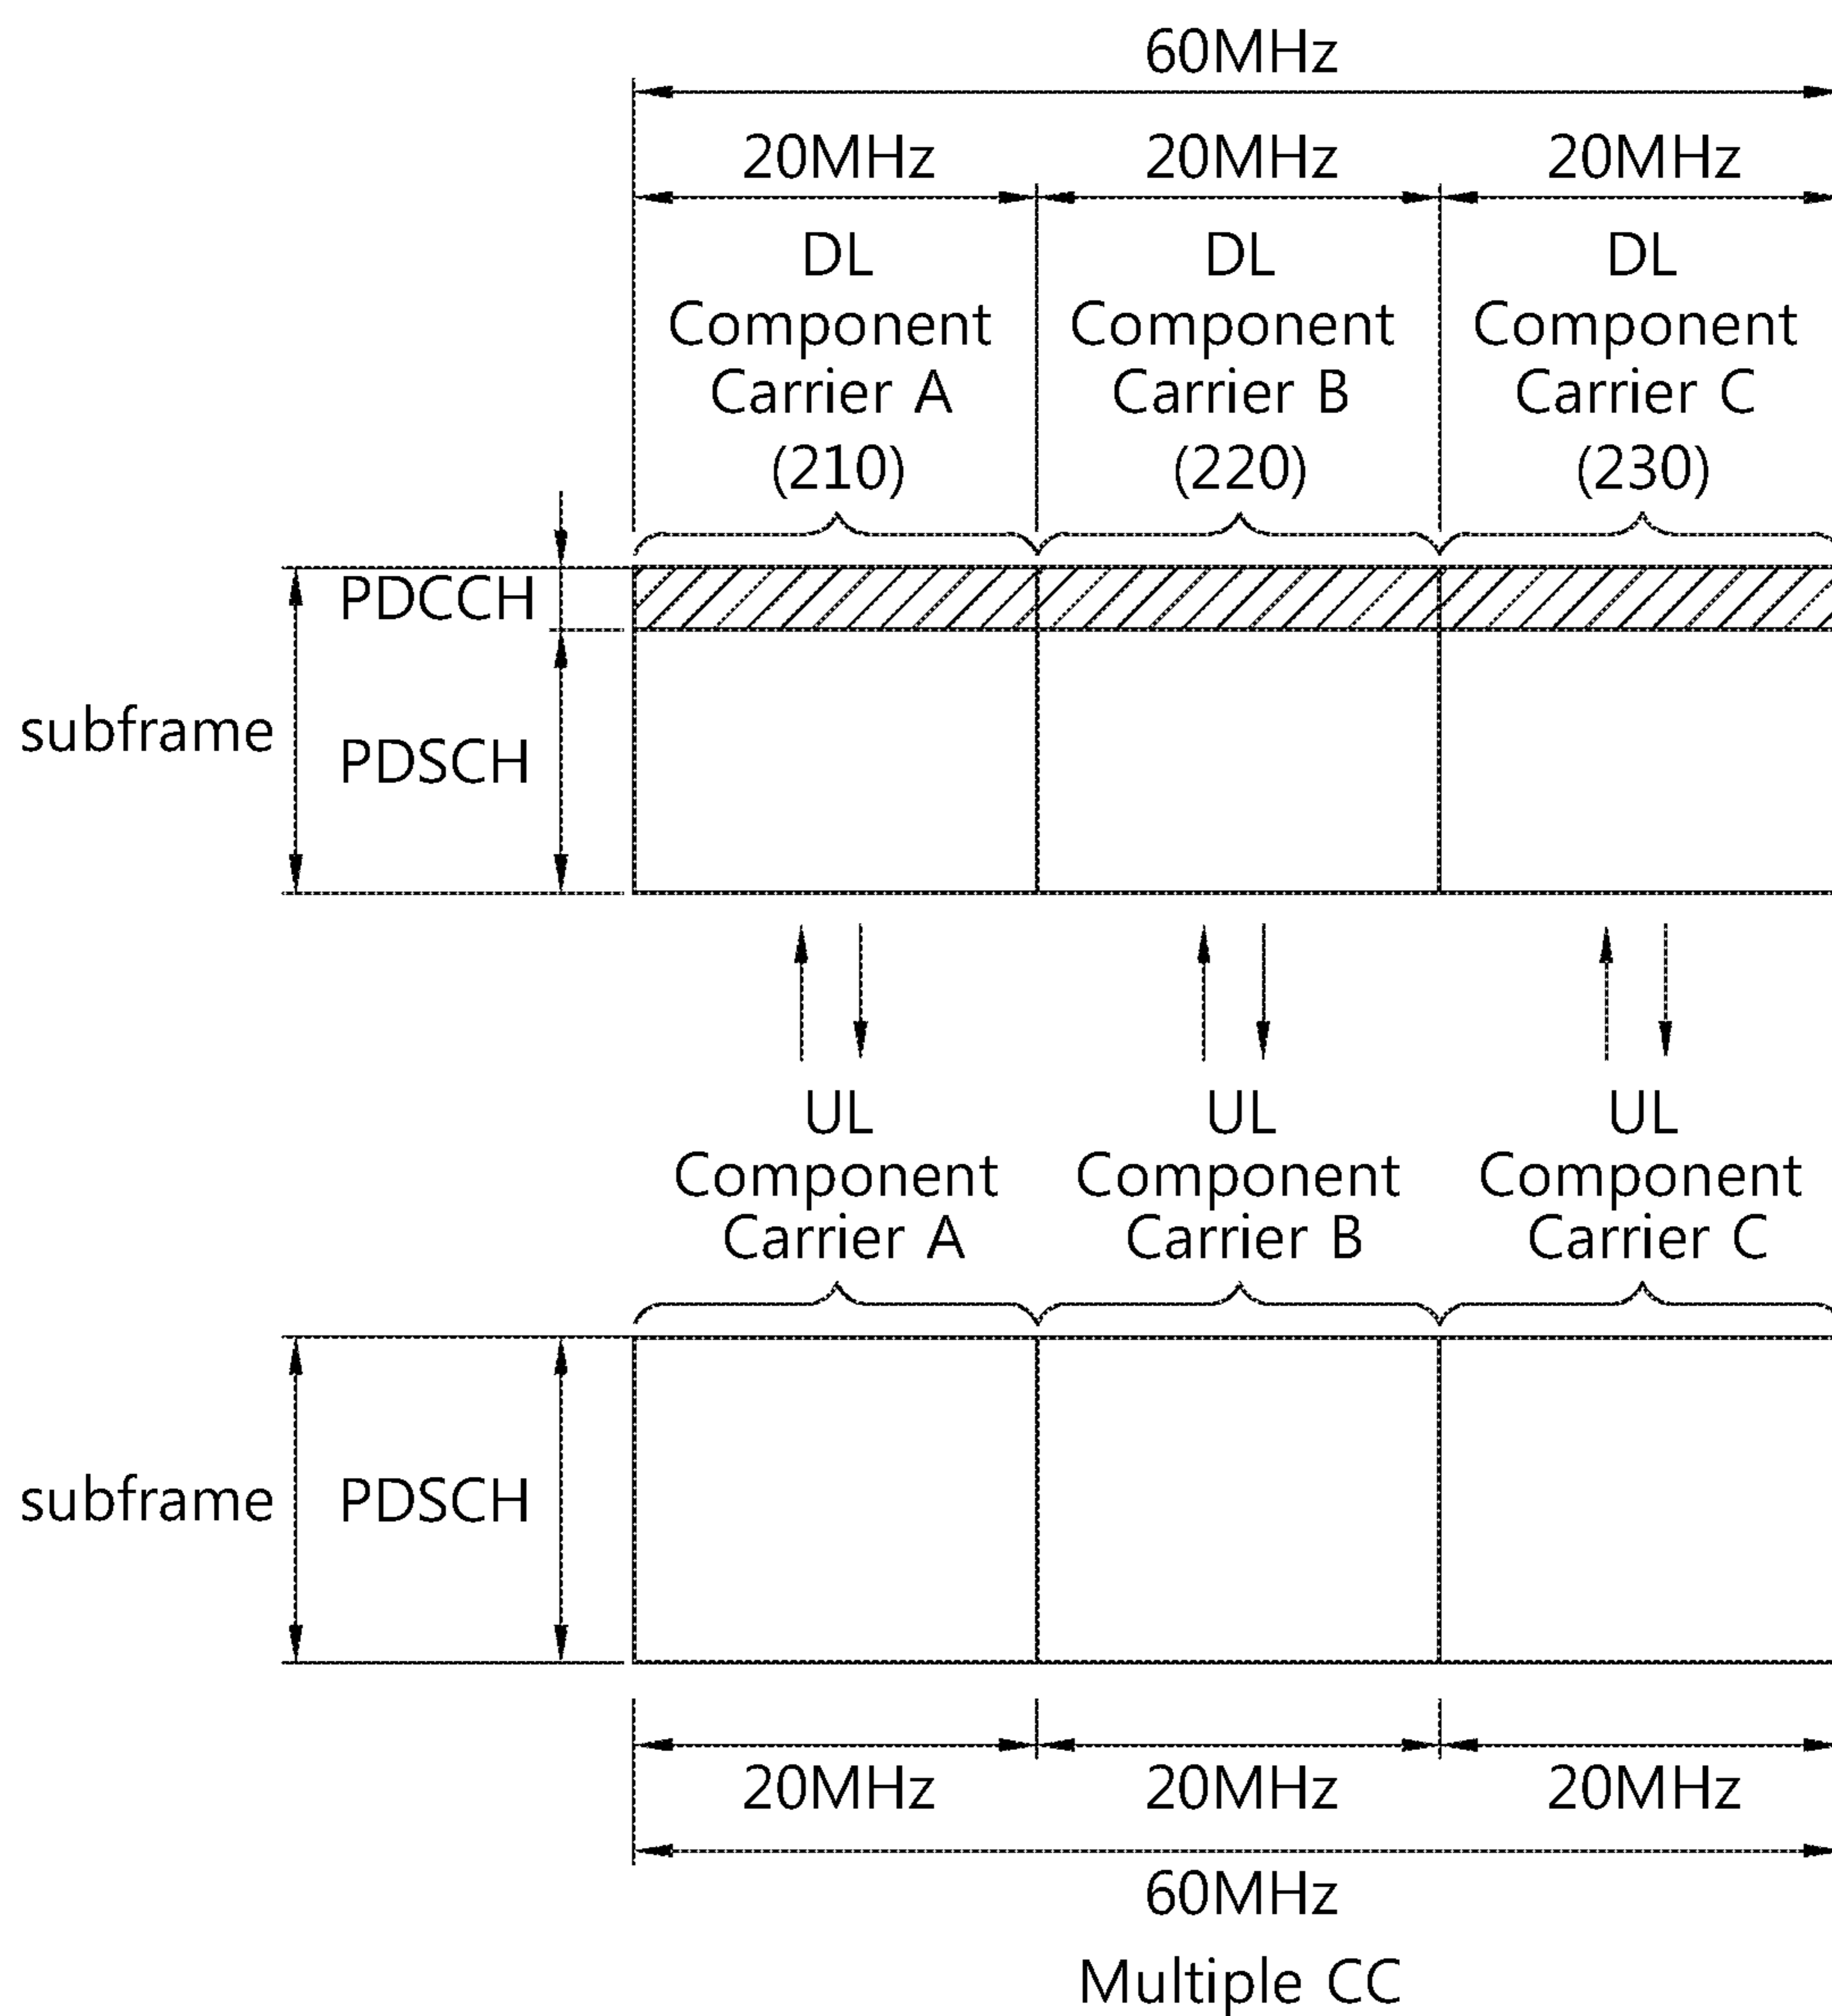 60MHz
20MHz 20MHz 20MHz
DL Component Carrier A (210)
DL Component Carrier B (220)
DL Component Carrier C (230)
PDCCH
subframe
PDSCH
UL Component Carrier A
UL Component Carrier B
UL Component Carrier C
subframe
PDSCH
20MHz 20MHz 20MHz
60MHz
Multiple CC